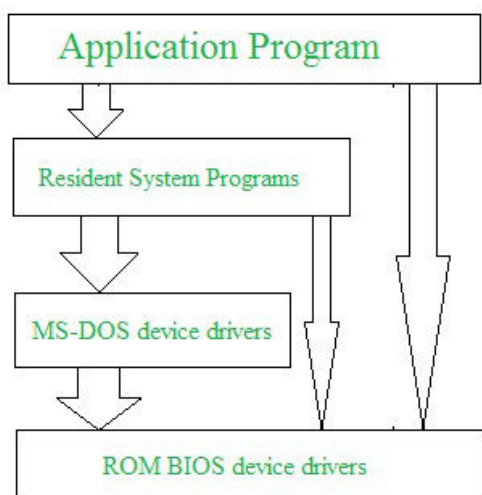 Application Program
Resident System Programs
MS-DOS device drivers
ROM BIOS device drivers